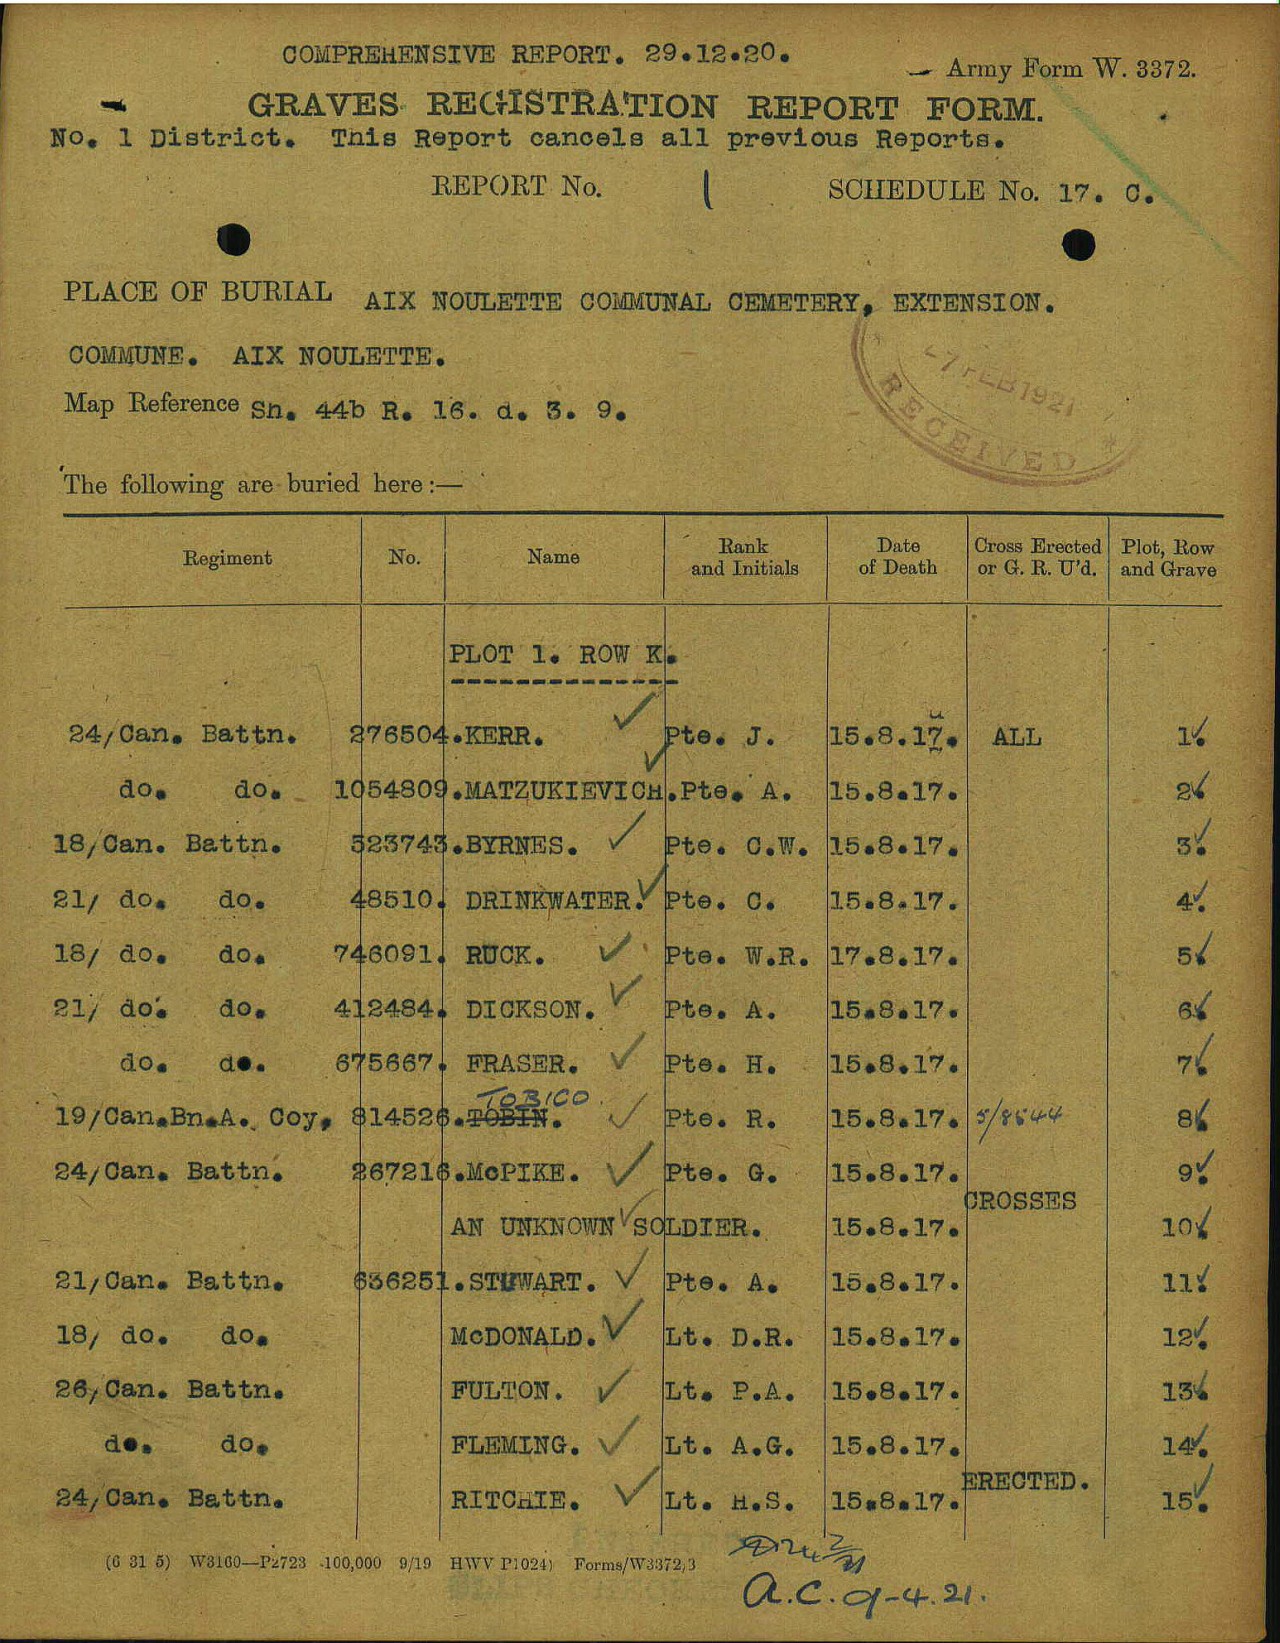 COMPREHENSIVE REPORT. 29.12.20.
Army Form W. 3372.
GRAVES REGISTRATION REPORT FORM.
No. 1 District. This Report cancels all previous Reports.
REPORT No. 1 SCHEDULE No. 17. C.
PLACE OF BURIAL AIX NOULETTE COMMUNAL CEMETERY, EXTENSION.
COMMUNE. AIX NOULETTE.
Map Reference Sh. 44b R. 16. d. 3. 9.
7 FEB 1921
RECEIVED
The following are buried here:—
Regiment No. Name Rank and Initials Date of Death Cross Erected or G. R. U'd. Plot, Row and Grave
PLOT 1. ROW K.
24/Can. Battn. 276504. KERR. Pte. J. 15.8.17. ALL 1.
do. do. 1054809. MATZUKIEVICH. Pte. A. 15.8.17. 2.
18/Can. Battn. 523743. BYRNES. Pte. C.W. 15.8.17. 3.
21/ do. do. 48510. DRINKWATER. Pte. C. 15.8.17. 4.
18/ do. do. 746091. RUCK. Pte. W.R. 17.8.17. 5.
21/ do. do. 412484. DICKSON. Pte. A. 15.8.17. 6.
do. do. 675667. FRASER. Pte. H. 15.8.17. 7.
TOBICO
19/Can.Bn.A. Coy, 814526. TOBIN. Pte. R. 15.8.17. 5/8544 8.
24/Can. Battn. 267216. McPIKE. Pte. G. 15.8.17. 9.
CROSSES
AN UNKNOWN SOLDIER. 15.8.17. 10.
21/Can. Battn. 636251. STEWART. Pte. A. 15.8.17. 11.
18/ do. do. McDONALD. Lt. D.R. 15.8.17. 12.
26/Can. Battn. FULTON. Lt. P.A. 15.8.17. 13.
do. do. FLEMING. Lt. A.G. 15.8.17. 14.
ERECTED.
24/Can. Battn. RITCHIE. Lt. H.S. 15.8.17. 15.
(6 31 5) W3160—P2723 100,000 9/19 HWV P1024) Forms/W3372/3
A.C. 9-4.21.